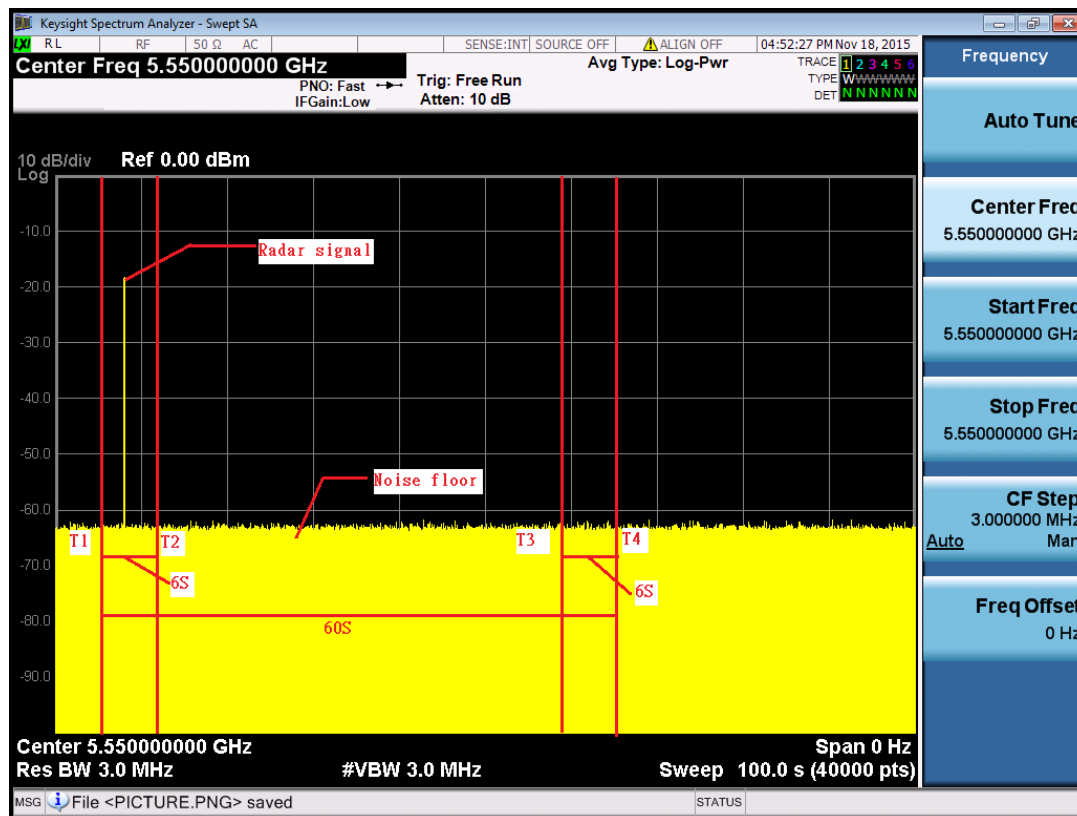 Keysight Spectrum Analyzer - Swept SA
LXI RL RF 50 Ω AC SENSE:INT SOURCE OFF ALIGN OFF 04:52:27 PM Nov 18, 2015
Center Freq 5.550000000 GHz
PNO: Fast
IFGain:Low
Trig: Free Run
Atten: 10 dB
Avg Type: Log-Pwr
TRACE 1 2 3 4 5 6
TYPE WWWWWW
DET N N N N N N
10 dB/div
Log
Ref 0.00 dBm
-10.0
-20.0
-30.0
-40.0
-50.0
-60.0
-70.0
-80.0
-90.0
Radar signal
Noise floor
T1
T2
T3
T4
6S
6S
60S
Center 5.550000000 GHz
Span 0 Hz
Res BW 3.0 MHz
#VBW 3.0 MHz
Sweep 100.0 s (40000 pts)
MSG File <PICTURE.PNG> saved
STATUS
Frequency
Auto Tune
Center Freq
5.550000000 GHz
Start Freq
5.550000000 GHz
Stop Freq
5.550000000 GHz
CF Step
3.000000 MHz
Auto Man
Freq Offset
0 Hz